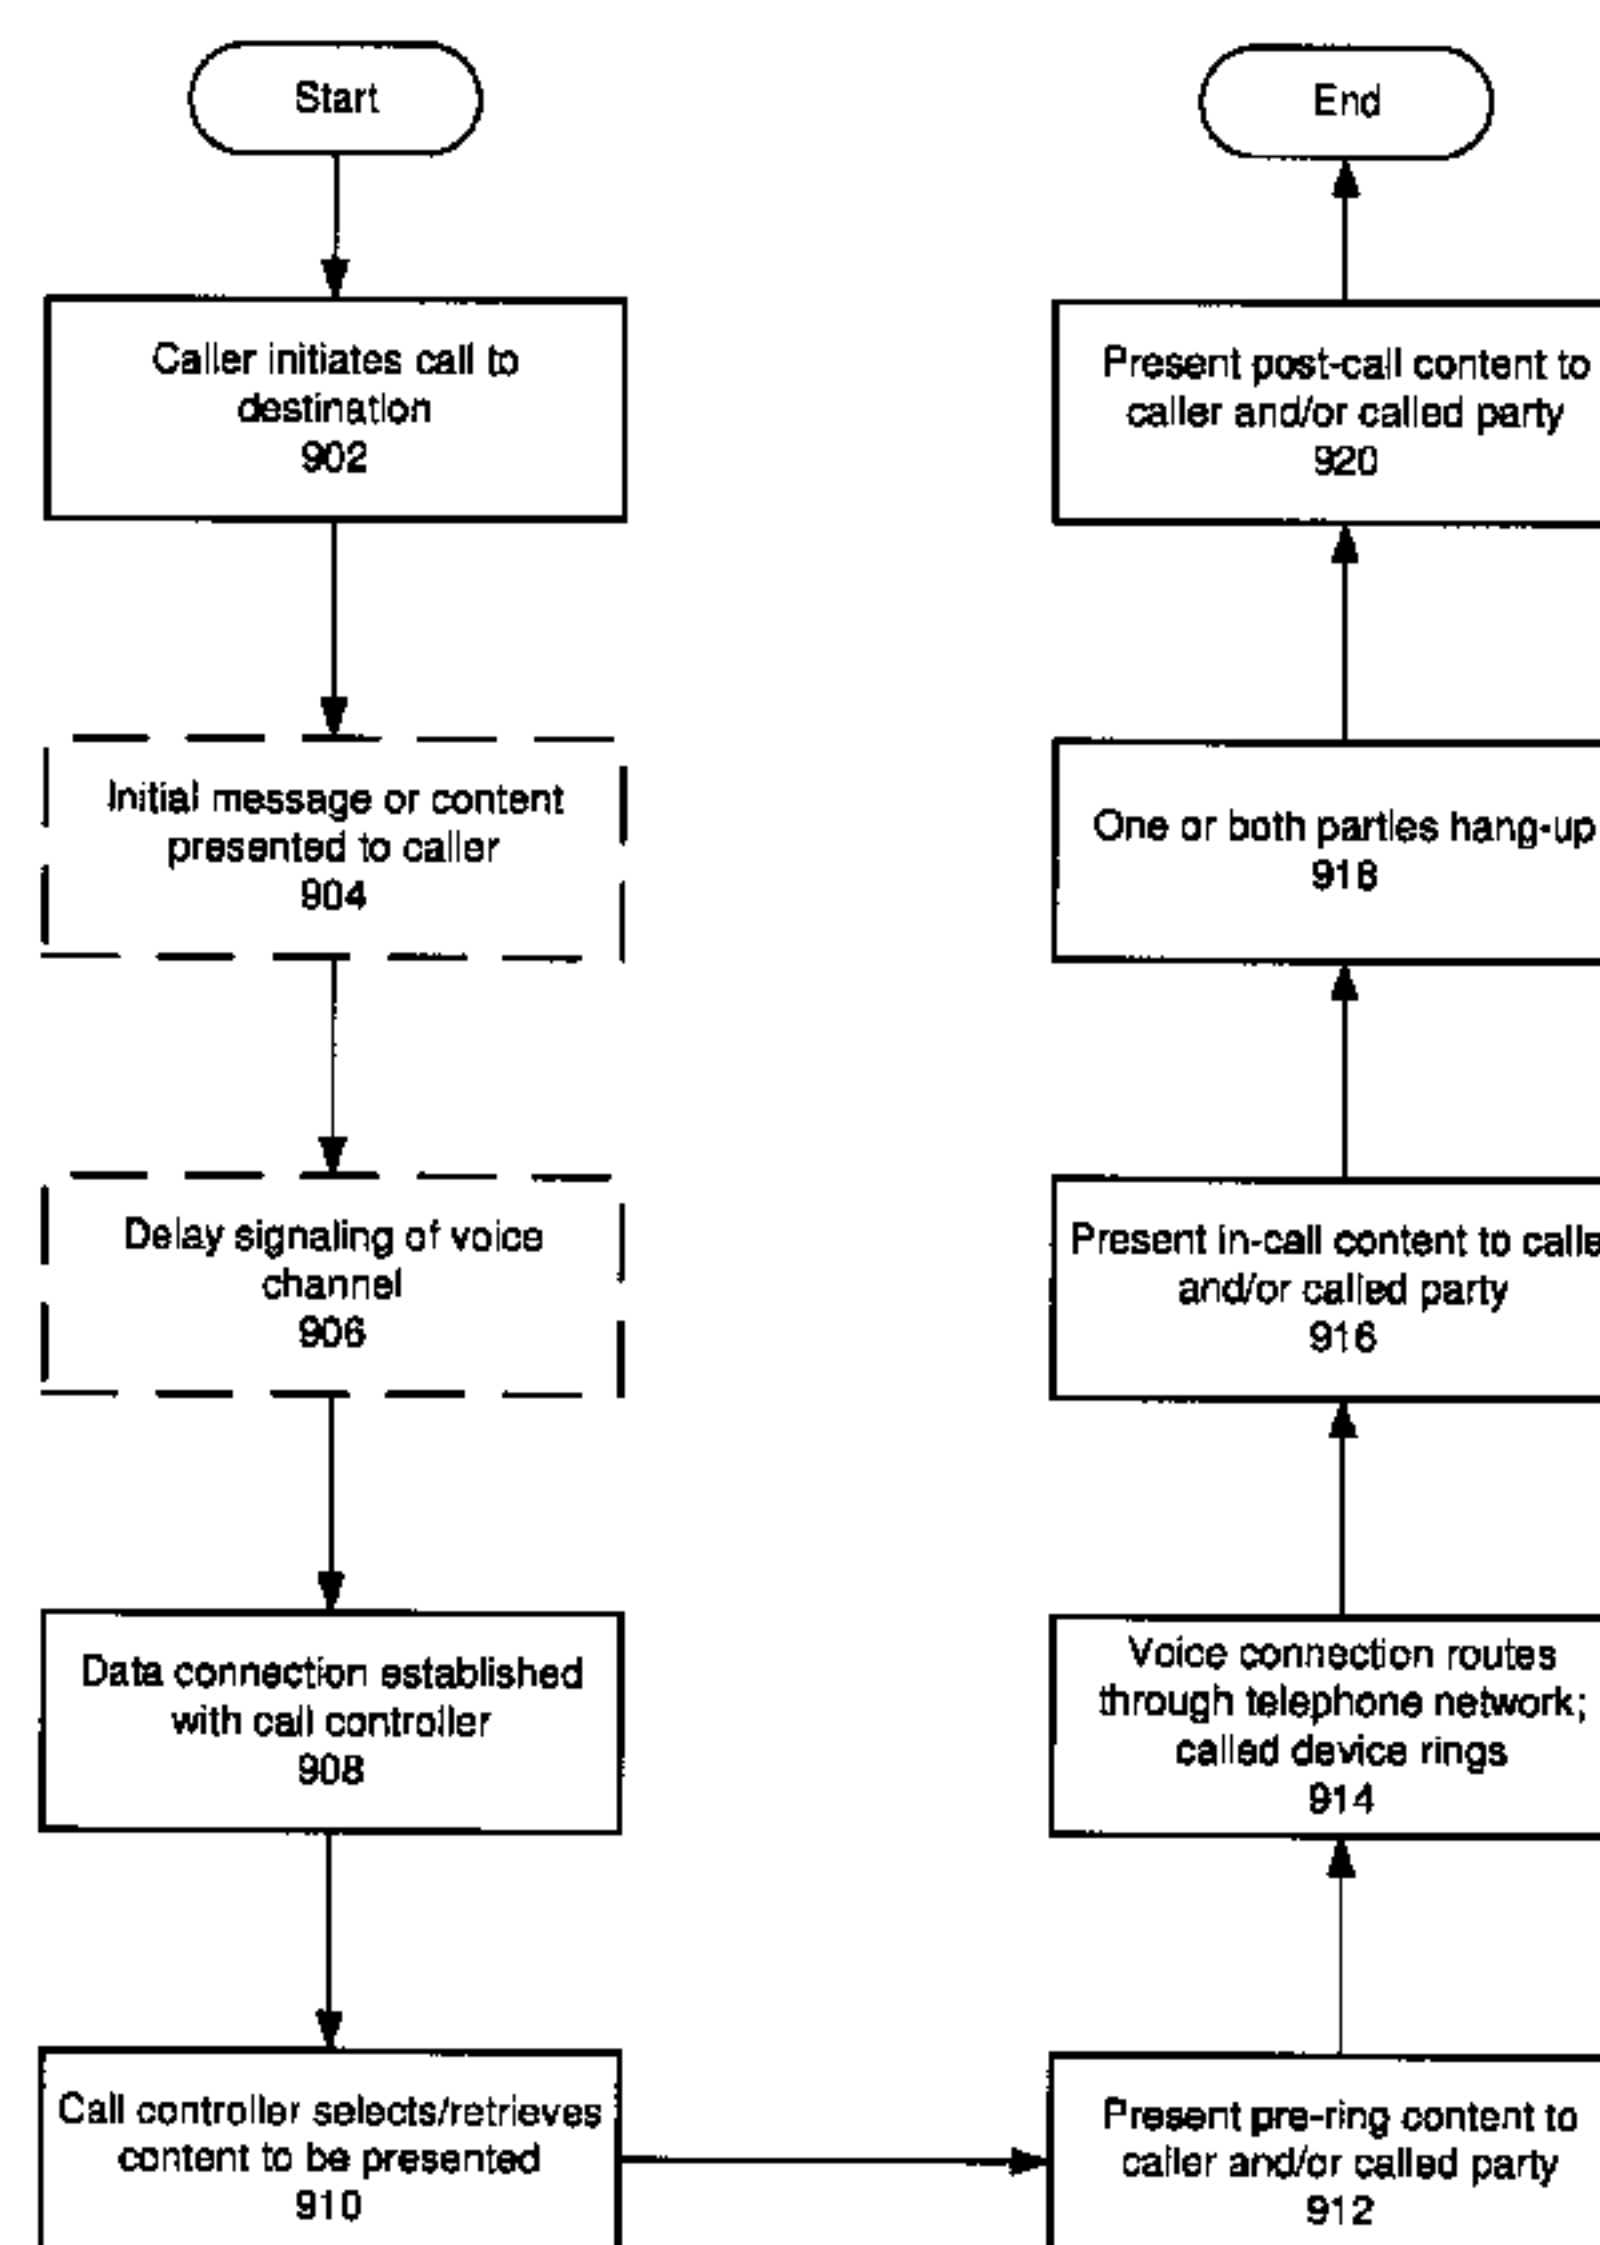 Start
Caller initiates call to
destination
902
Initial message or content
presented to caller
904
Delay signaling of voice
channel
906
Data connection established
with call controller
908
Call controller selects/retrieves
content to be presented
910
Present pre-ring content to
caller and/or called party
912
Voice connection routes
through telephone network;
called device rings
914
Present in-call content to calle
and/or called party
916
One or both parties hang-up
918
Present post-call content to
caller and/or called party
920
End